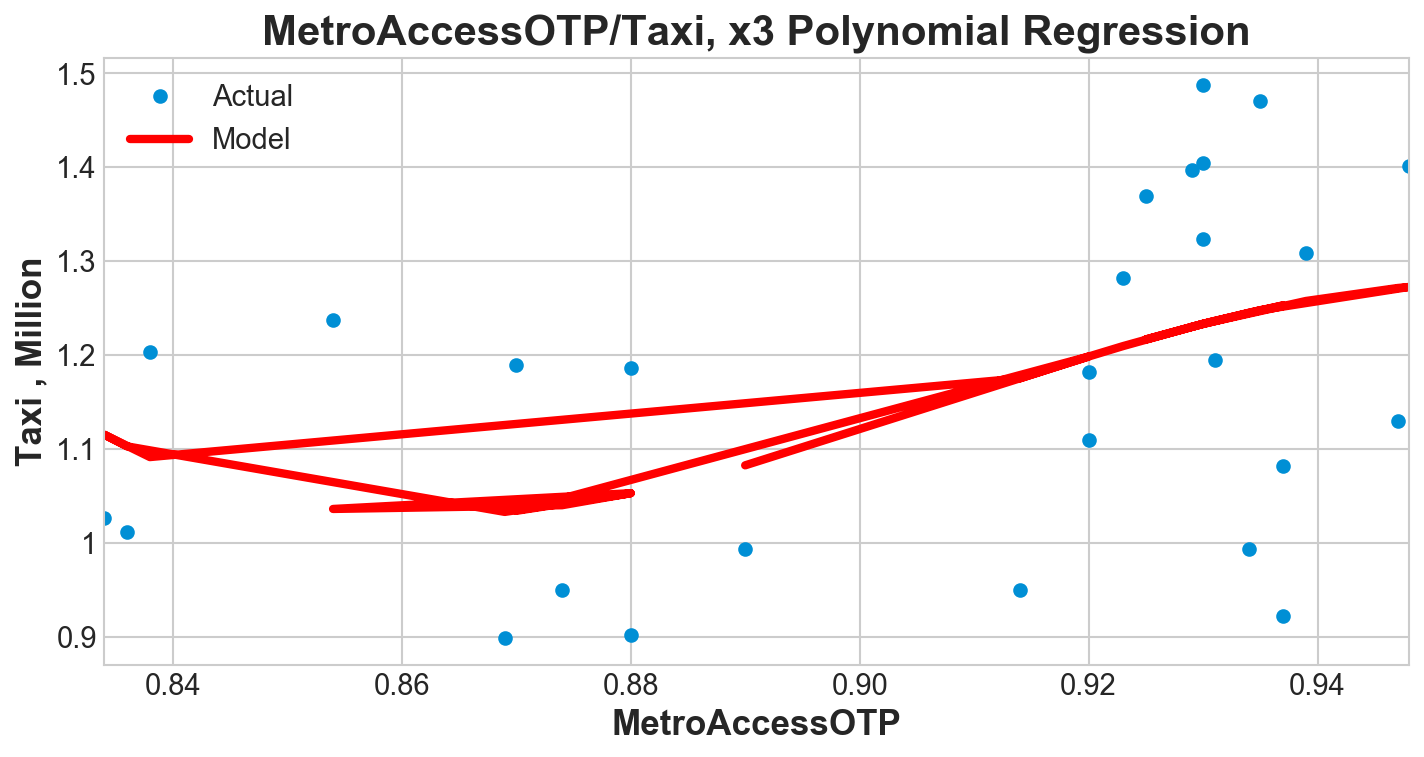 MetroAccessOTP/Taxi, x3 Polynomial Regression
Actual
Model
Taxi , Million
1.5
1.4
1.3
1.2
1.1
1
0.9
0.84 0.86 0.88 0.90 0.92 0.94
MetroAccessOTP